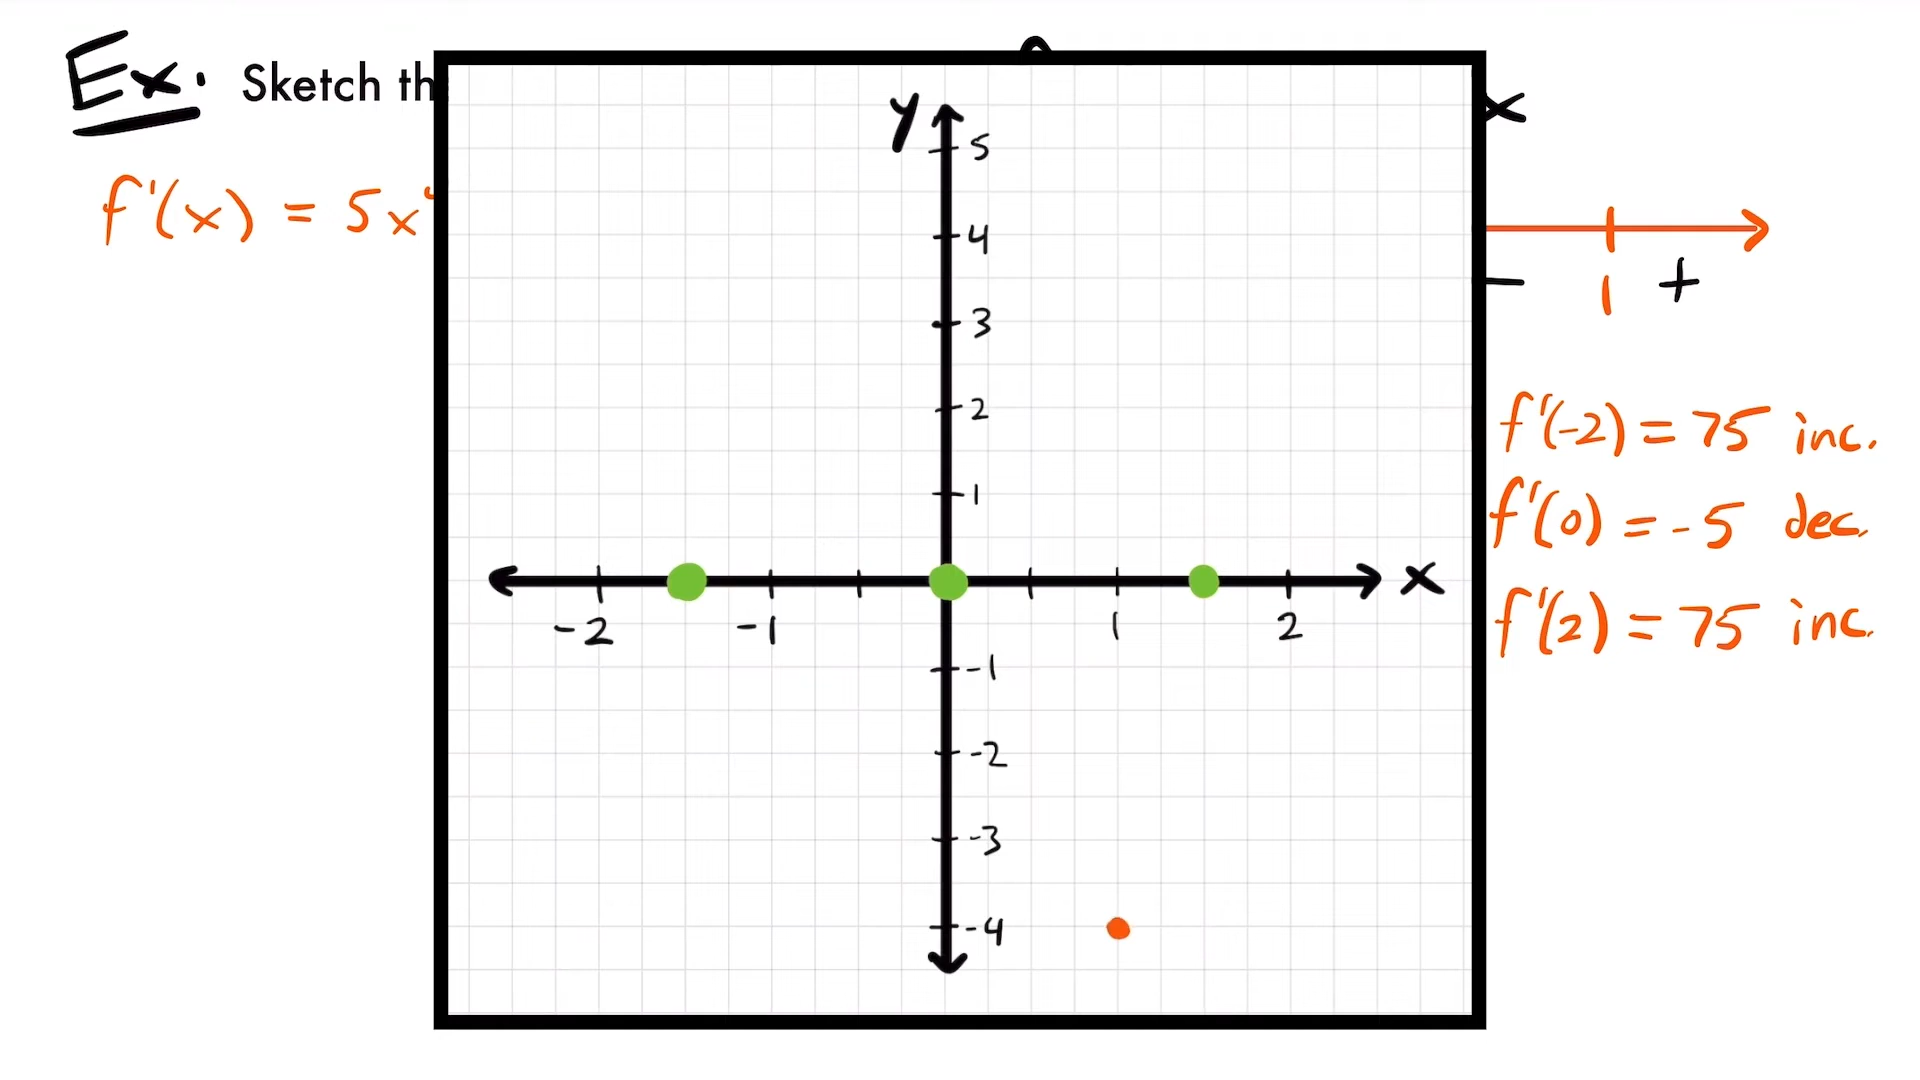 Ex. Sketch th
x
f'(x) = 5x⁴
1
- +
f'(-2) = 75 inc.
f'(0) = -5 dec.
f'(2) = 75 inc.
y
5
4
3
2
1
x
-2 -1 1 2
-1
-2
-3
-4